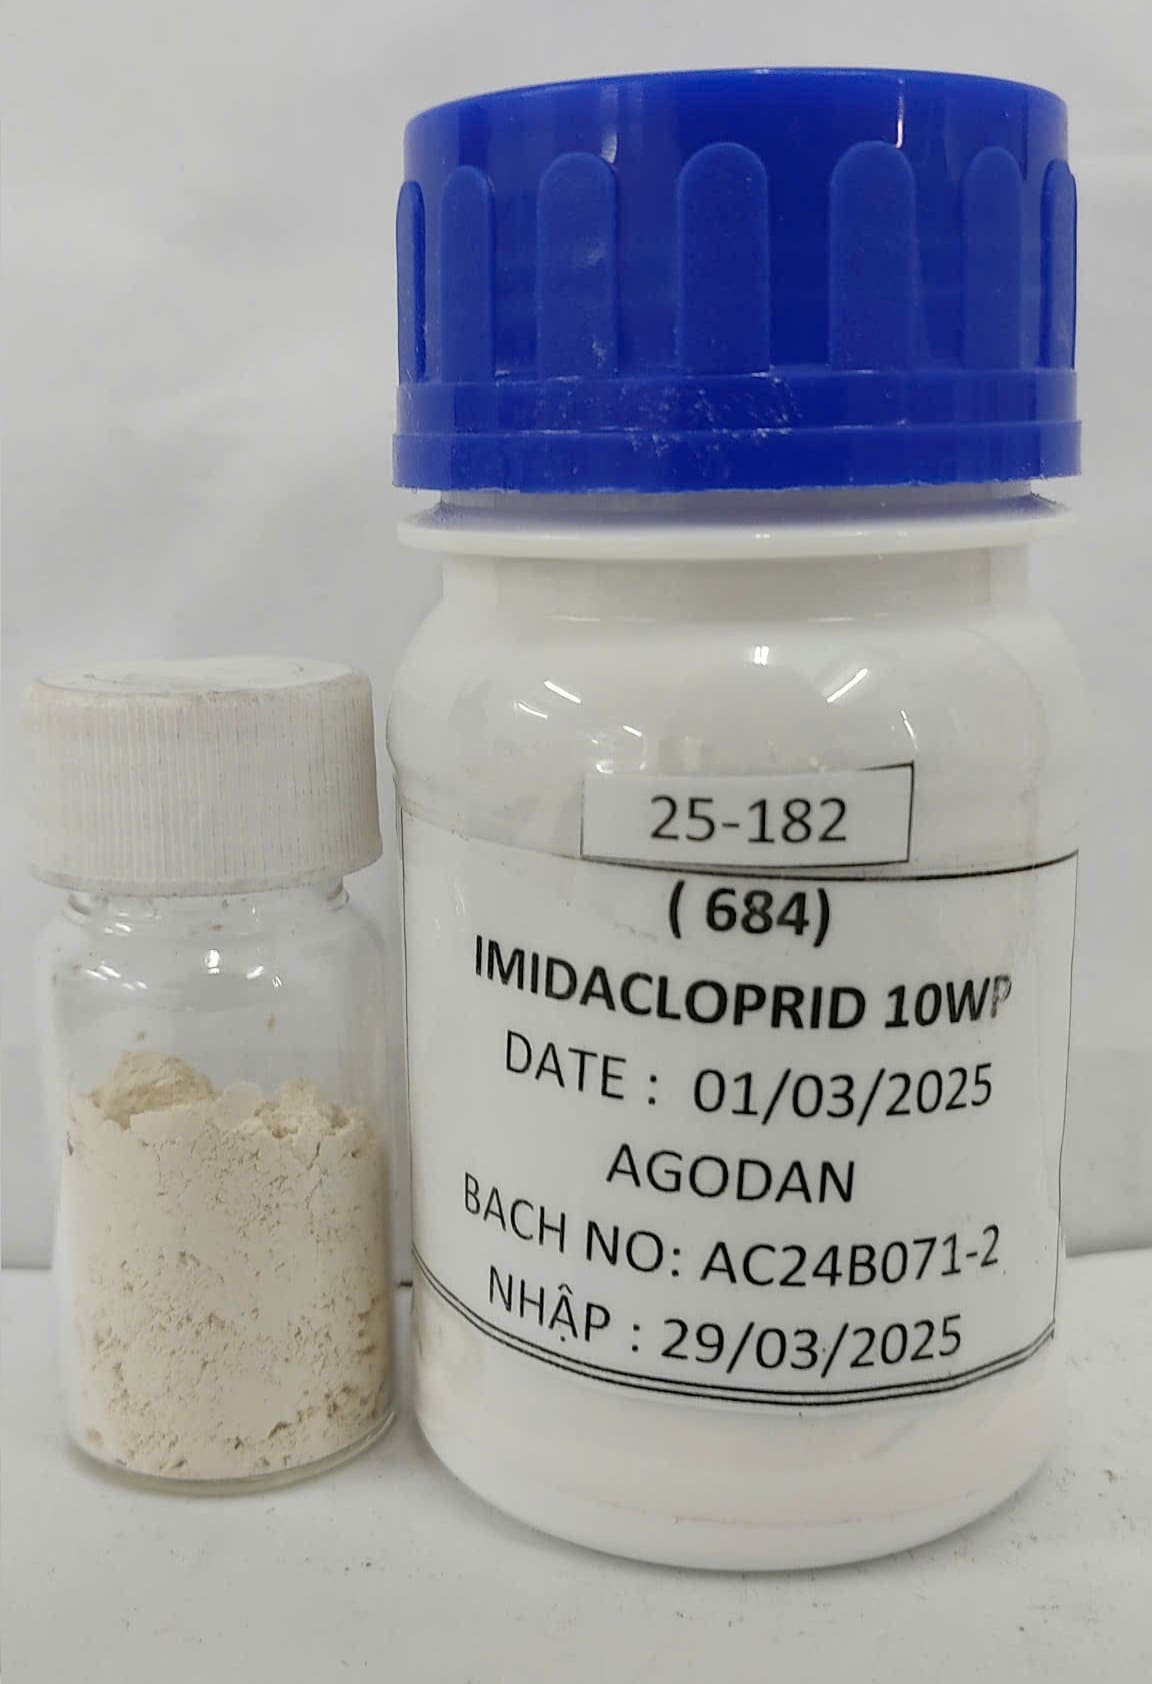 25-182
( 684)
IMIDACLOPRID 10WP
DATE : 01/03/2025
AGODAN
BACH NO: AC24B071-2
NHẬP : 29/03/2025